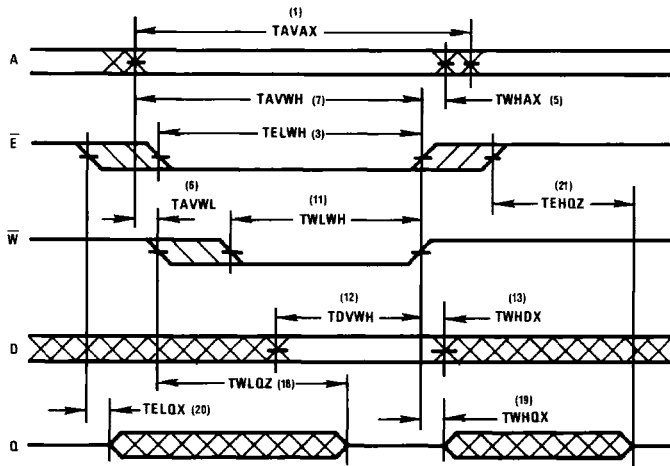 (1)
TAVAX
A
TAVWH (7)
TWHAX (5)
E
TELWH (3)
(6)
TAVWL
(11)
TWLWH
(21)
TEHQZ
W
(12)
TDVWH
(13)
TWHDX
D
TWLQZ (18)
TELQX (20)
(19)
TWHQX
Q